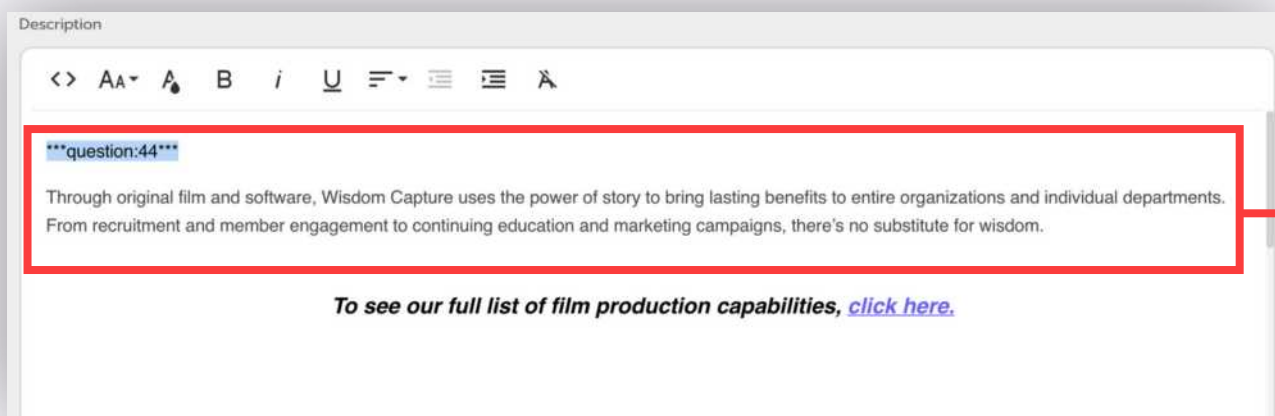 Description
<> AA A B i U A
***question:44***
Through original film and software, Wisdom Capture uses the power of story to bring lasting benefits to entire organizations and individual departments.
From recruitment and member engagement to continuing education and marketing campaigns, there’s no substitute for wisdom.
To see our full list of film production capabilities, click here.